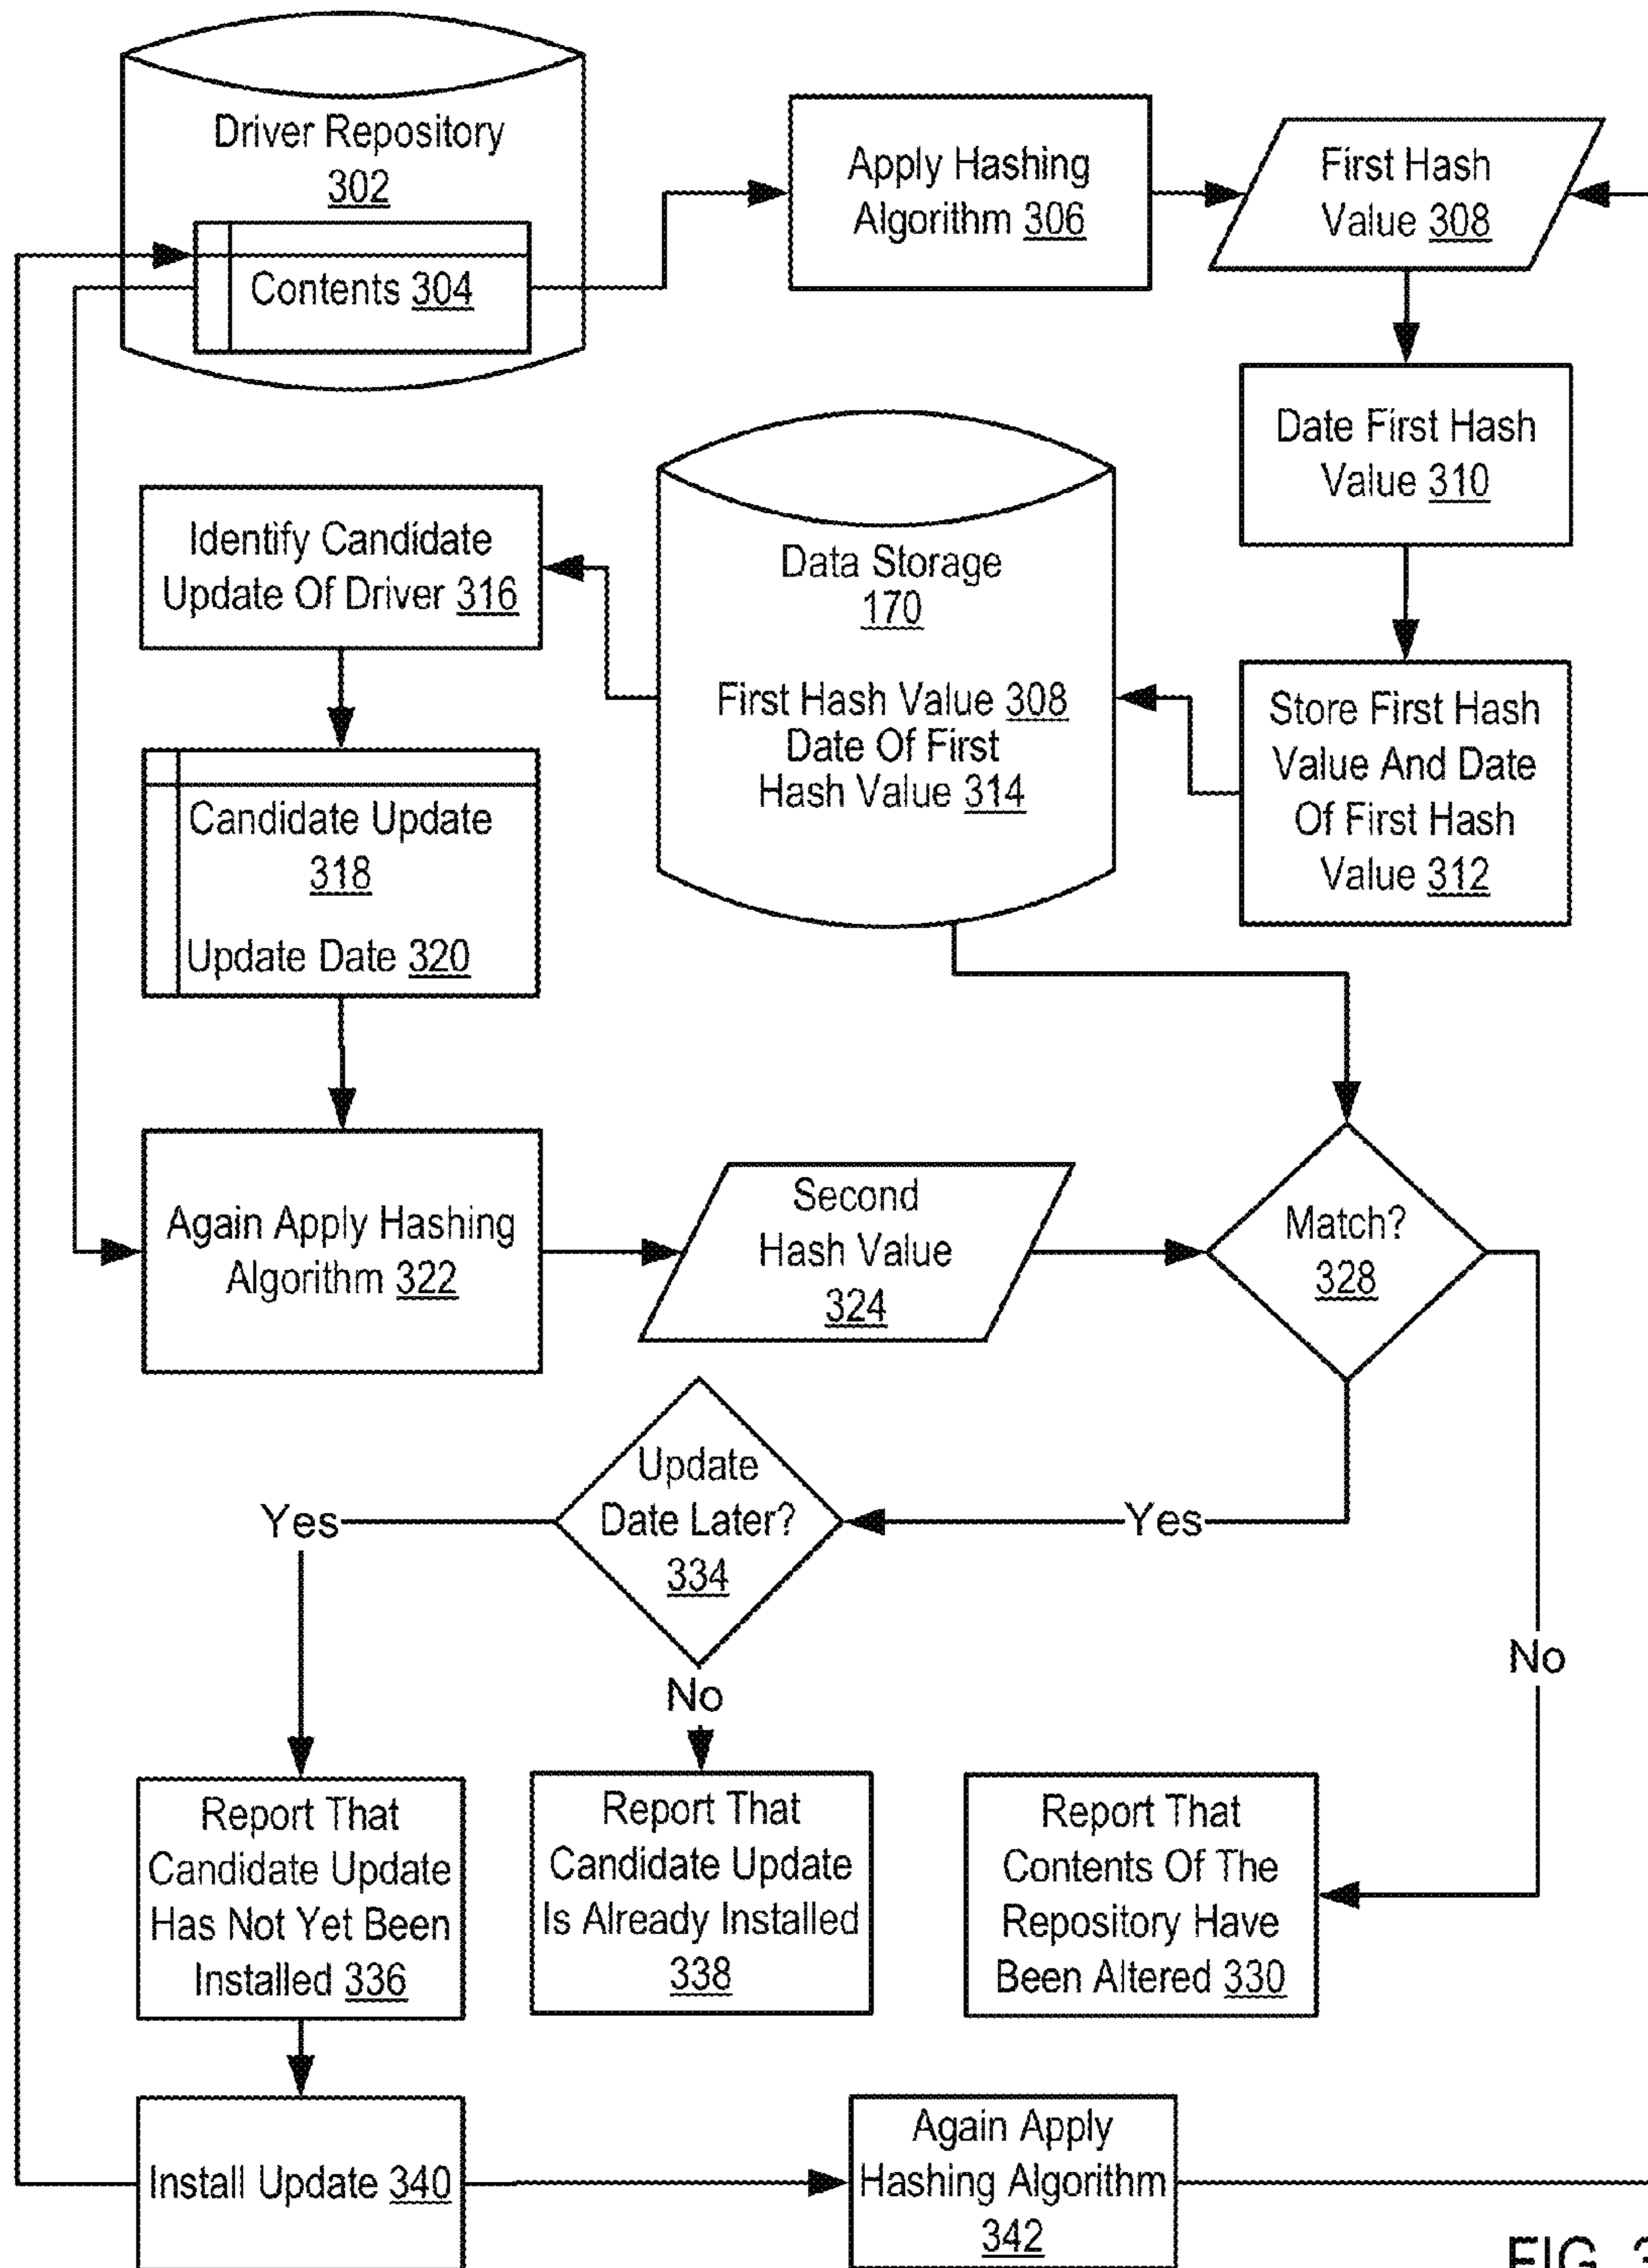 Driver Repository
302
Contents 304
Apply Hashing
Algorithm 306
First Hash
Value 308
Date First Hash
Value 310
Store First Hash
Value And Date
Of First Hash
Value 312
Data Storage
170
First Hash Value 308
Date Of First
Hash Value 314
Identify Candidate
Update Of Driver 316
Candidate Update
318
Update Date 320
Again Apply Hashing
Algorithm 322
Second
Hash Value
324
Match?
328
Yes
No
Update
Date Later?
334
Yes
No
Report That
Candidate Update
Has Not Yet Been
Installed 336
Report That
Candidate Update
Is Already Installed
338
Report That
Contents Of The
Repository Have
Been Altered 330
Install Update 340
Again Apply
Hashing Algorithm
342
FIG. 3